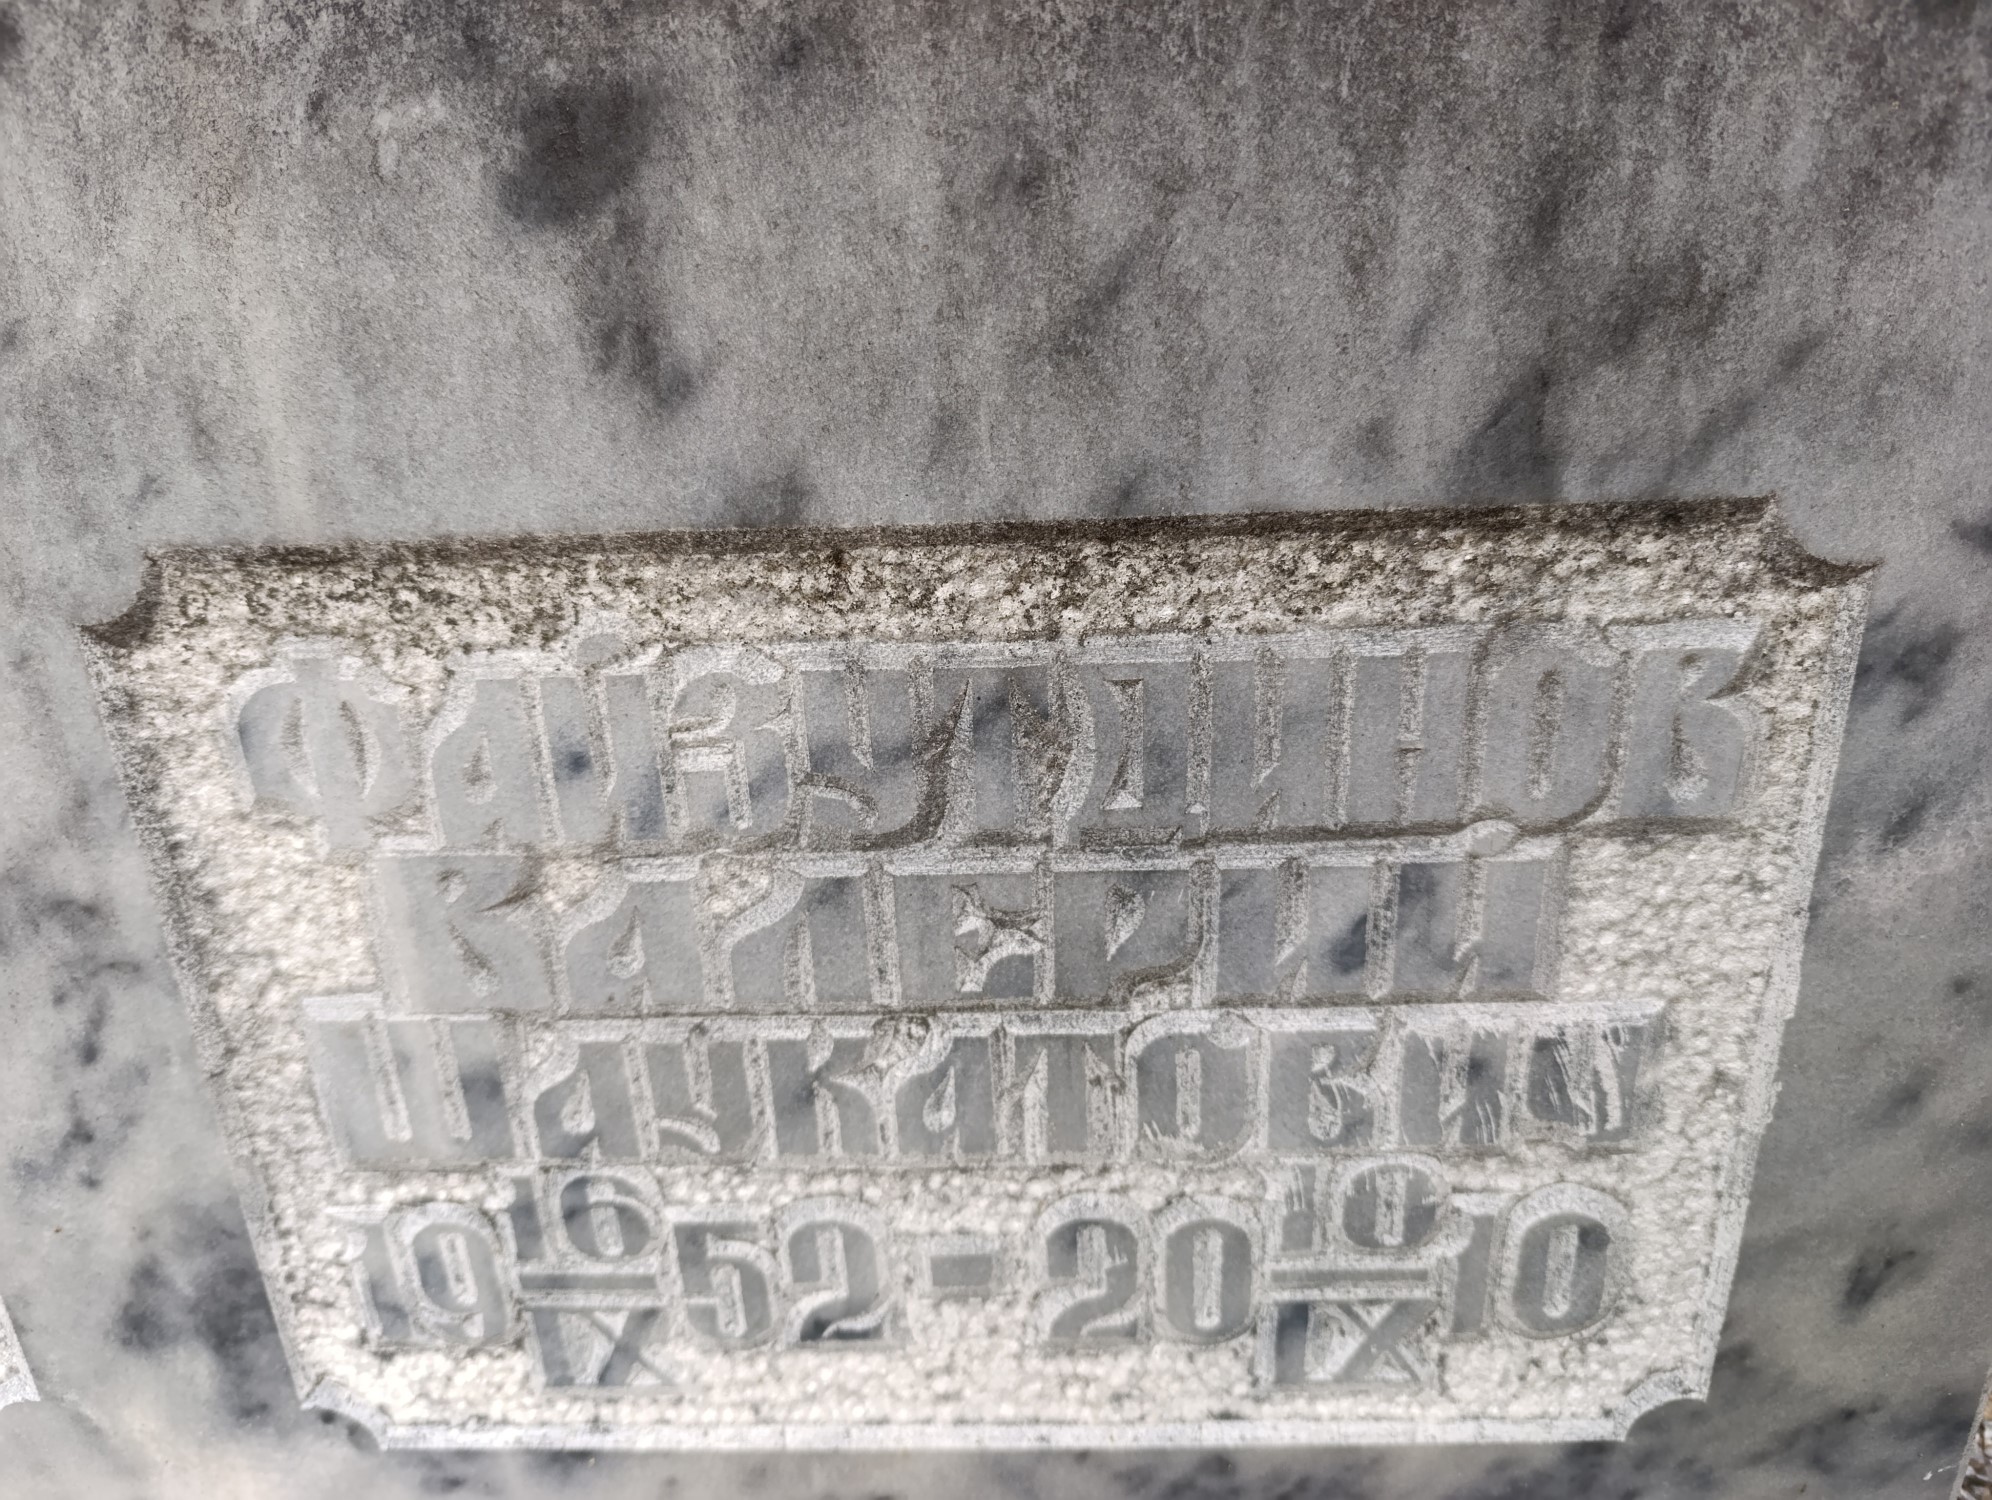 ФАЙЗУТДИНОВ
ВАЛЕРИЙ
ШАУКАТОВИЧ
19 16/IX 52 - 20 10/IX 10